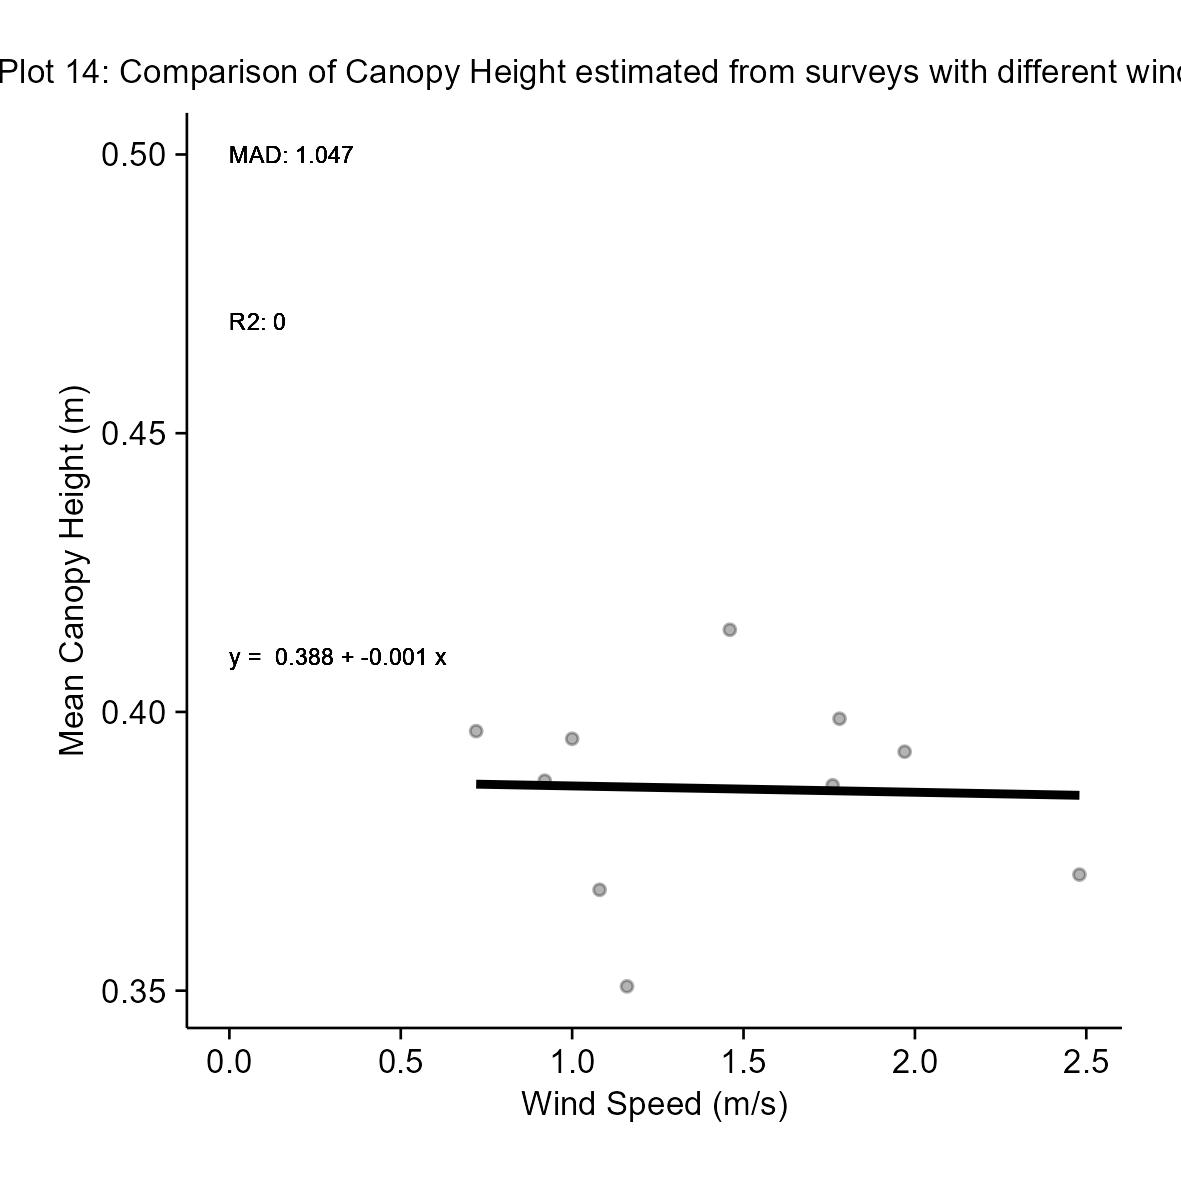 Plot 14: Comparison of Canopy Height estimated from surveys with different
0.50
MAD: 1.047
R2: 0
0.45
Mean Canopy Height (m)
y =  0.388 + -0.001 x
0.40
0.35
0.0 0.5 1.0 1.5 2.0 2.5
Wind Speed (m/s)